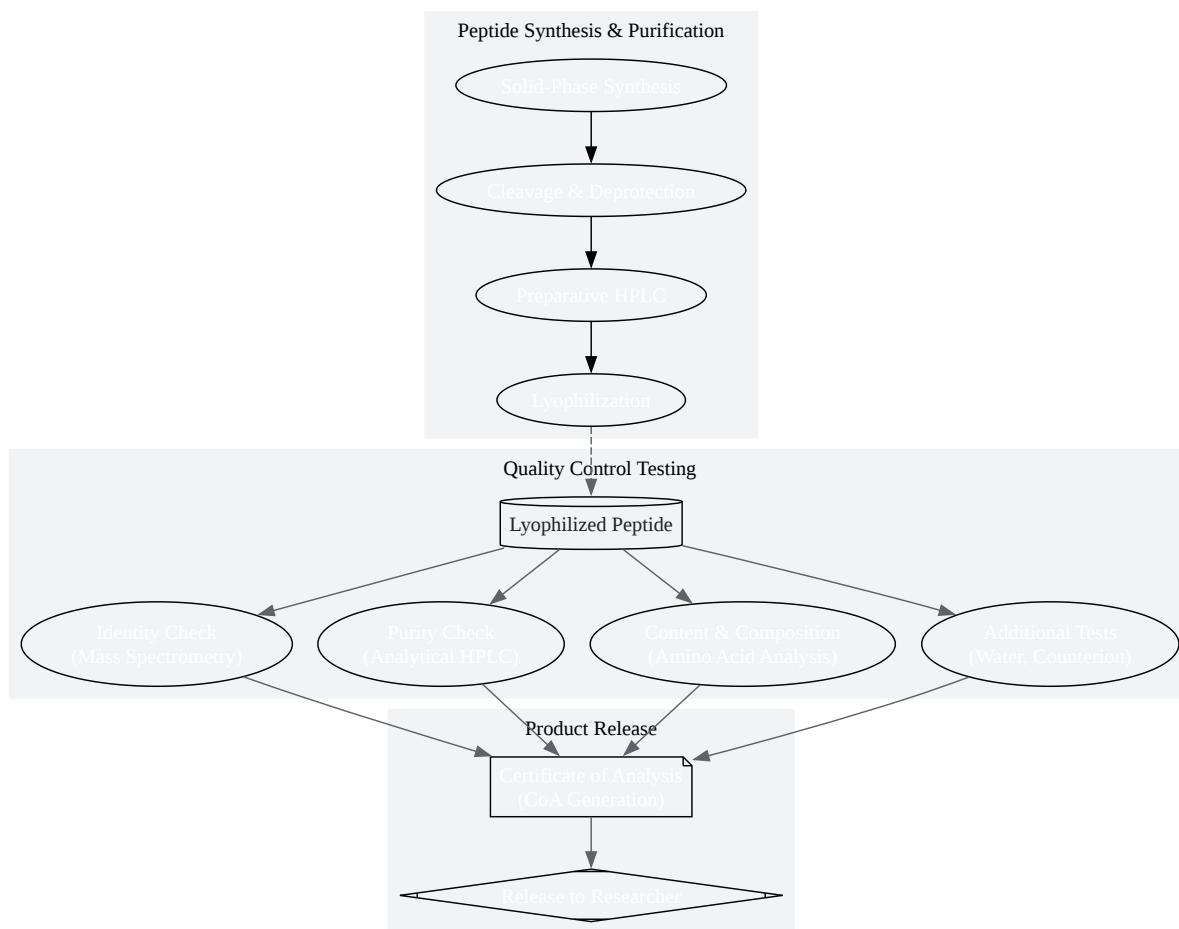 Peptide Synthesis & Purification
Solid-Phase Synthesis
Cleavage & Deprotection
Preparative HPLC
Lyophilization
Quality Control Testing
Lyophilized Peptide
Identity Check
(Mass Spectrometry)
Purity Check
(Analytical HPLC)
Content & Composition
(Amino Acid Analysis)
Additional Tests
(Water, Counterion)
Product Release
Certificate of Analysis
(CoA Generation)
Release to Researcher